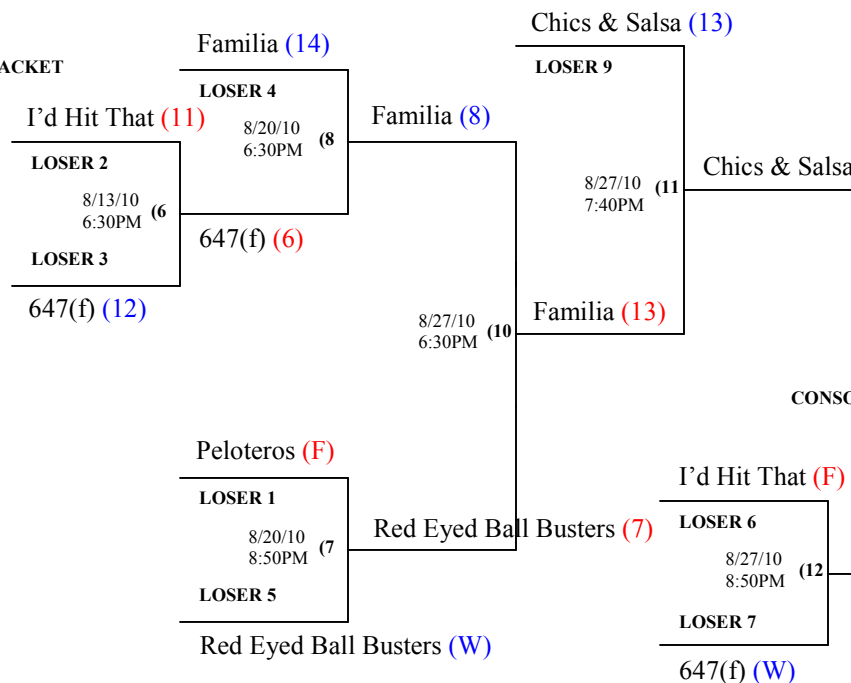 Chics & Salsa (13)
Familia (14)
LOSER 9
ACKET
LOSER 4
I’d Hit That (11)
Familia (8)
8/20/10
6:30PM
(8
LOSER 2
Chics & Salsa
8/27/10
7:40PM
(11
8/13/10
6:30PM
(6
647(f) (6)
LOSER 3
647(f) (12)
Familia (13)
8/27/10
6:30PM
(10
CONSO
Peloteros (F)
I’d Hit That (F)
LOSER 1
LOSER 6
Red Eyed Ball Busters (7)
8/20/10
8:50PM
(7
8/27/10
8:50PM
(12
LOSER 5
LOSER 7
Red Eyed Ball Busters (W)
647(f) (W)